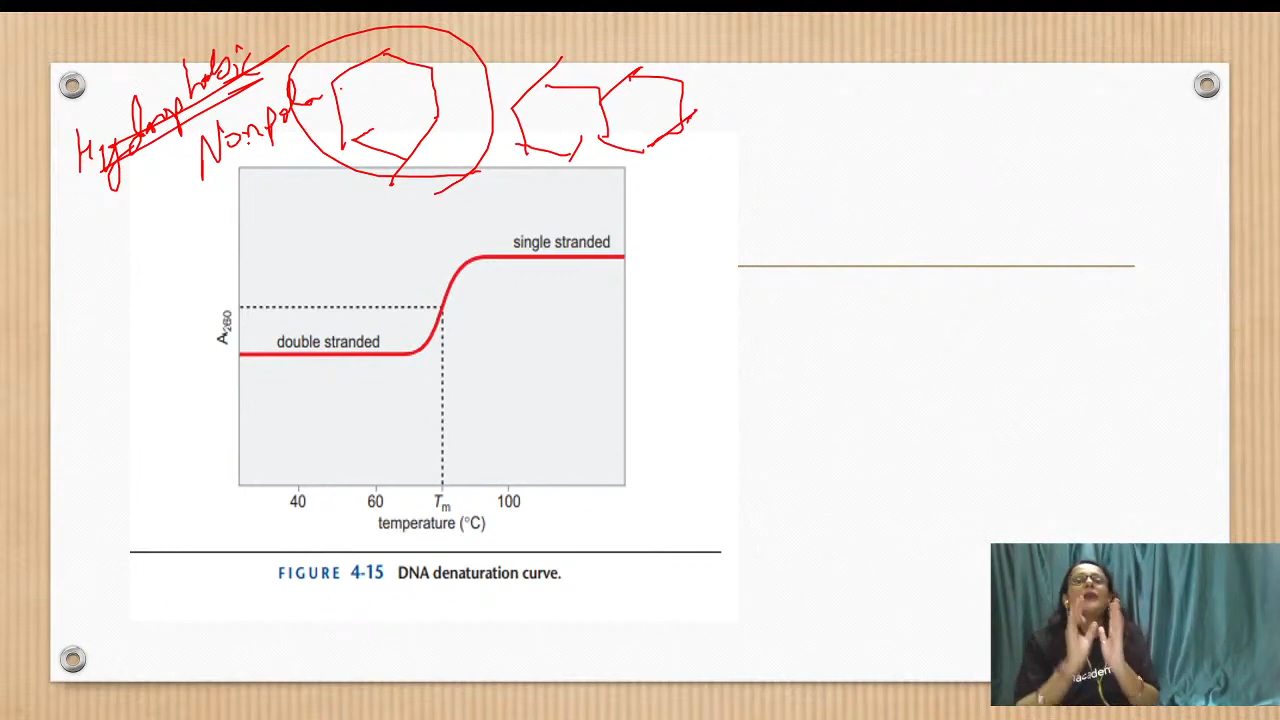 Hydrophobic
Nonpolar
single stranded
A260
double stranded
40 60 Tm 100
temperature (°C)
FIGURE 4-15 DNA denaturation curve.